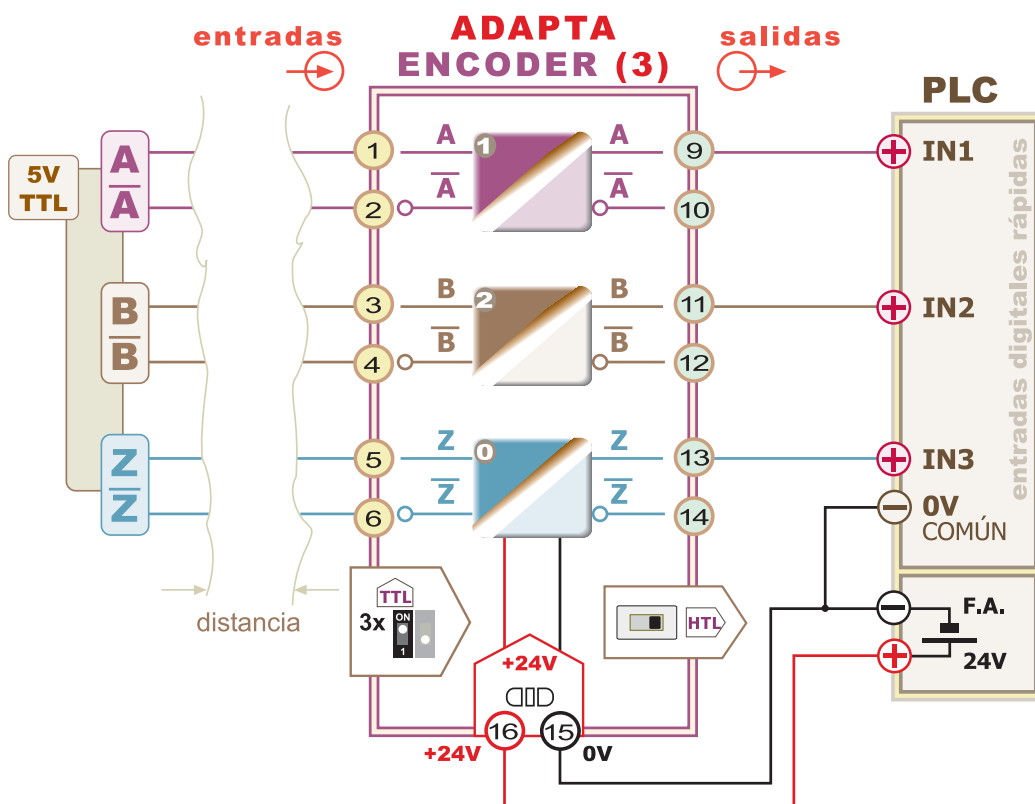 entradas
ADAPTA
ENCODER (3)
salidas
PLC
5V
TTL
A
A̅
B
B̅
Z
Z̅
1
2
3
4
5
6
A
A̅
1
A
A̅
B
B̅
2
B
B̅
Z
Z̅
0
Z
Z̅
9
10
11
12
13
14
IN1
IN2
IN3
0V
COMÚN
entradas digitales rápidas
distancia
TTL
3x
ON
1
HTL
+24V
16
15
+24V
0V
F.A.
24V